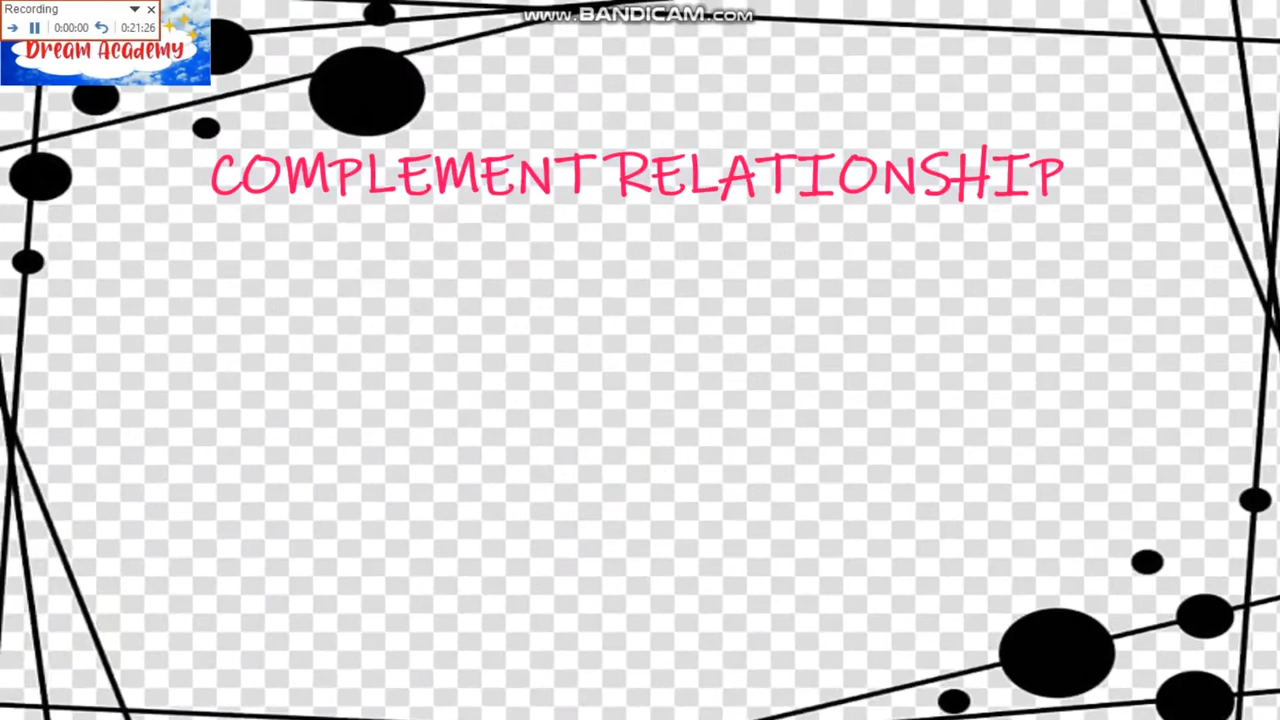 www.BANDICAM.com
Recording
0:00:00 0:21:26
Dream Academy
COMPLEMENT RELATIONSHIP